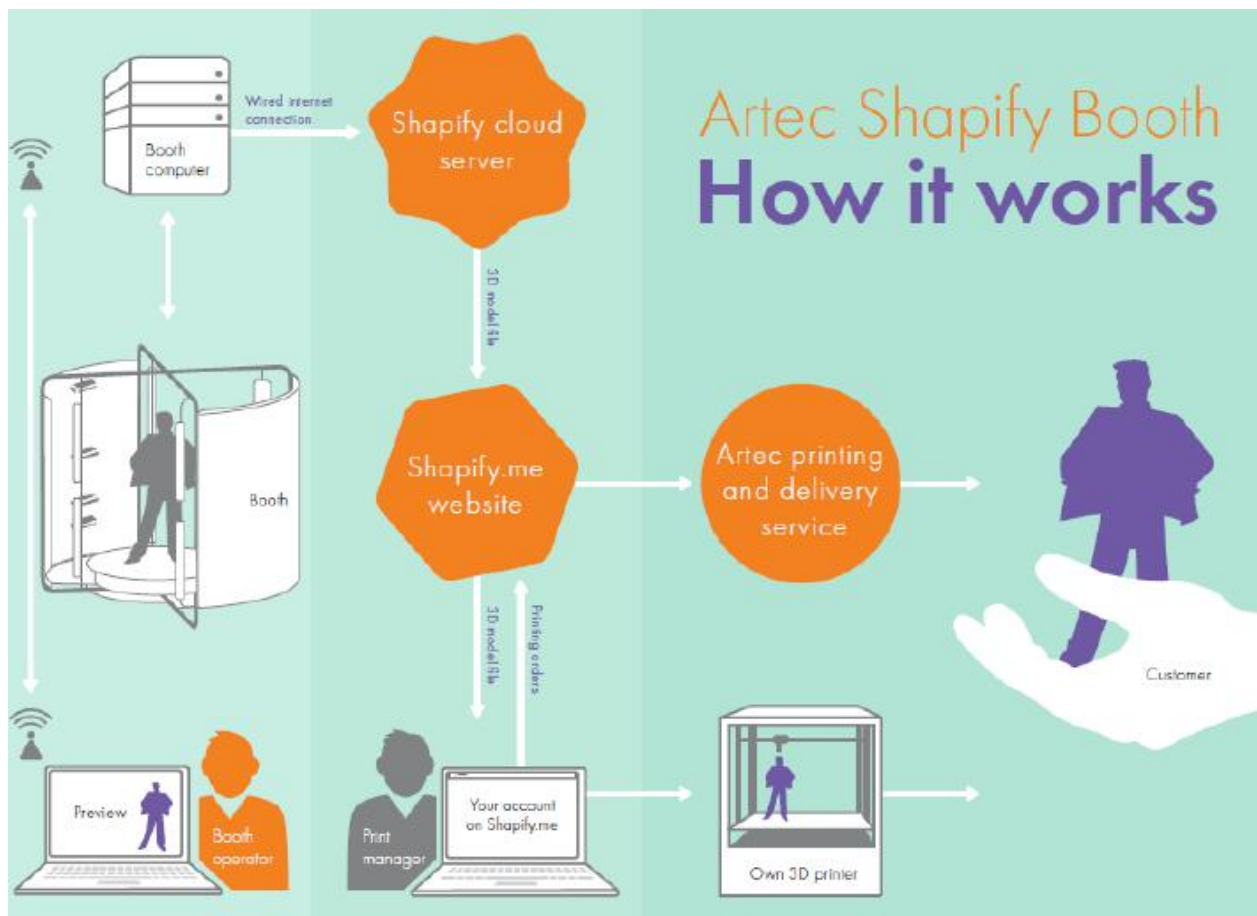 Artec Shapify Booth
How it works
Wired internet
connection
Booth
computer
Shapify cloud
server
3D model file
Booth
Shapify.me
website
Artec printing
and delivery
service
3D model file
Printing orders
Customer
Preview
Booth
operator
Print
manager
Your account
on Shapify.me
Own 3D printer